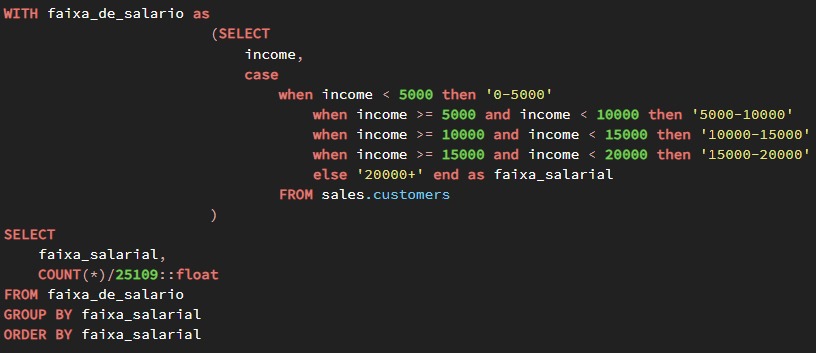 WITH faixa_de_salario as
(SELECT
income,
case
when income < 5000 then '0-5000'
when income >= 5000 and income < 10000 then '5000-10000'
when income >= 10000 and income < 15000 then '10000-15000'
when income >= 15000 and income < 20000 then '15000-20000'
else '20000+' end as faixa_salarial
FROM sales.customers
)
SELECT
faixa_salarial,
COUNT(*)/25109::float
FROM faixa_de_salario
GROUP BY faixa_salarial
ORDER BY faixa_salarial